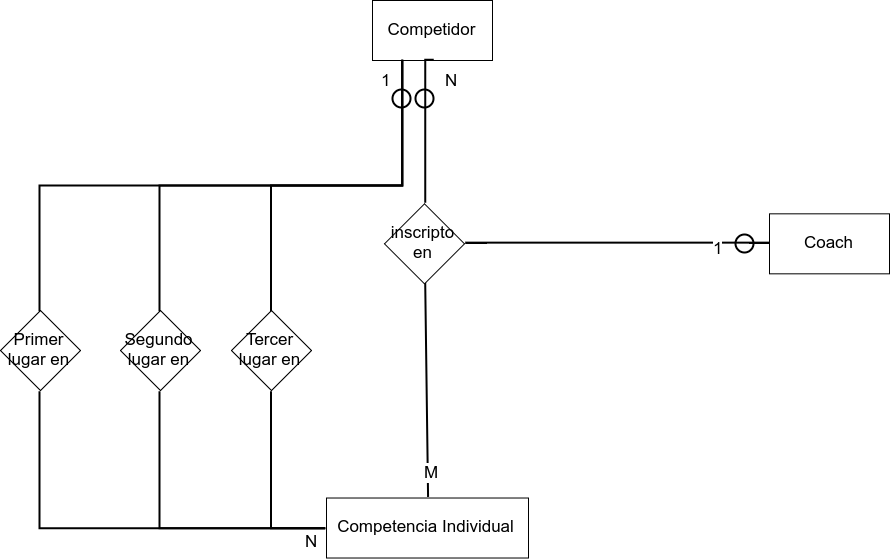 Competidor
1
N
inscripto
en
1
Coach
Primer
lugar en
Segundo
lugar en
Tercer
lugar en
M
Competencia Individual
N